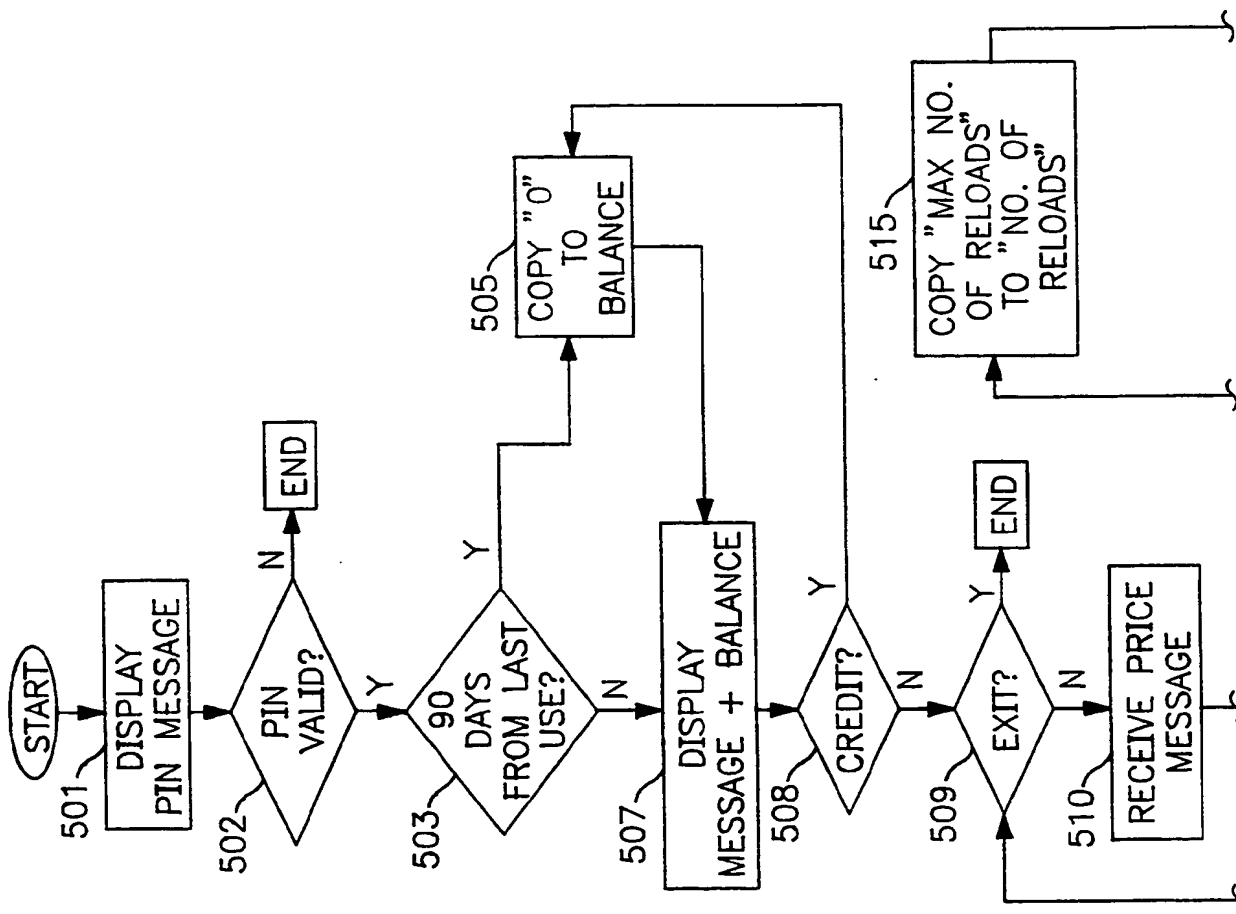 START
501
DISPLAY
PIN MESSAGE
502
PIN
VALID?
N
END
Y
503
90
DAYS
FROM LAST
USE?
Y
N
505
COPY "0"
TO
BALANCE
507
DISPLAY
MESSAGE + BALANCE
508
CREDIT?
Y
N
509
EXIT?
Y
END
N
510
RECEIVE PRICE
MESSAGE
515
COPY "MAX NO.
OF RELOADS"
TO "NO. OF
RELOADS"